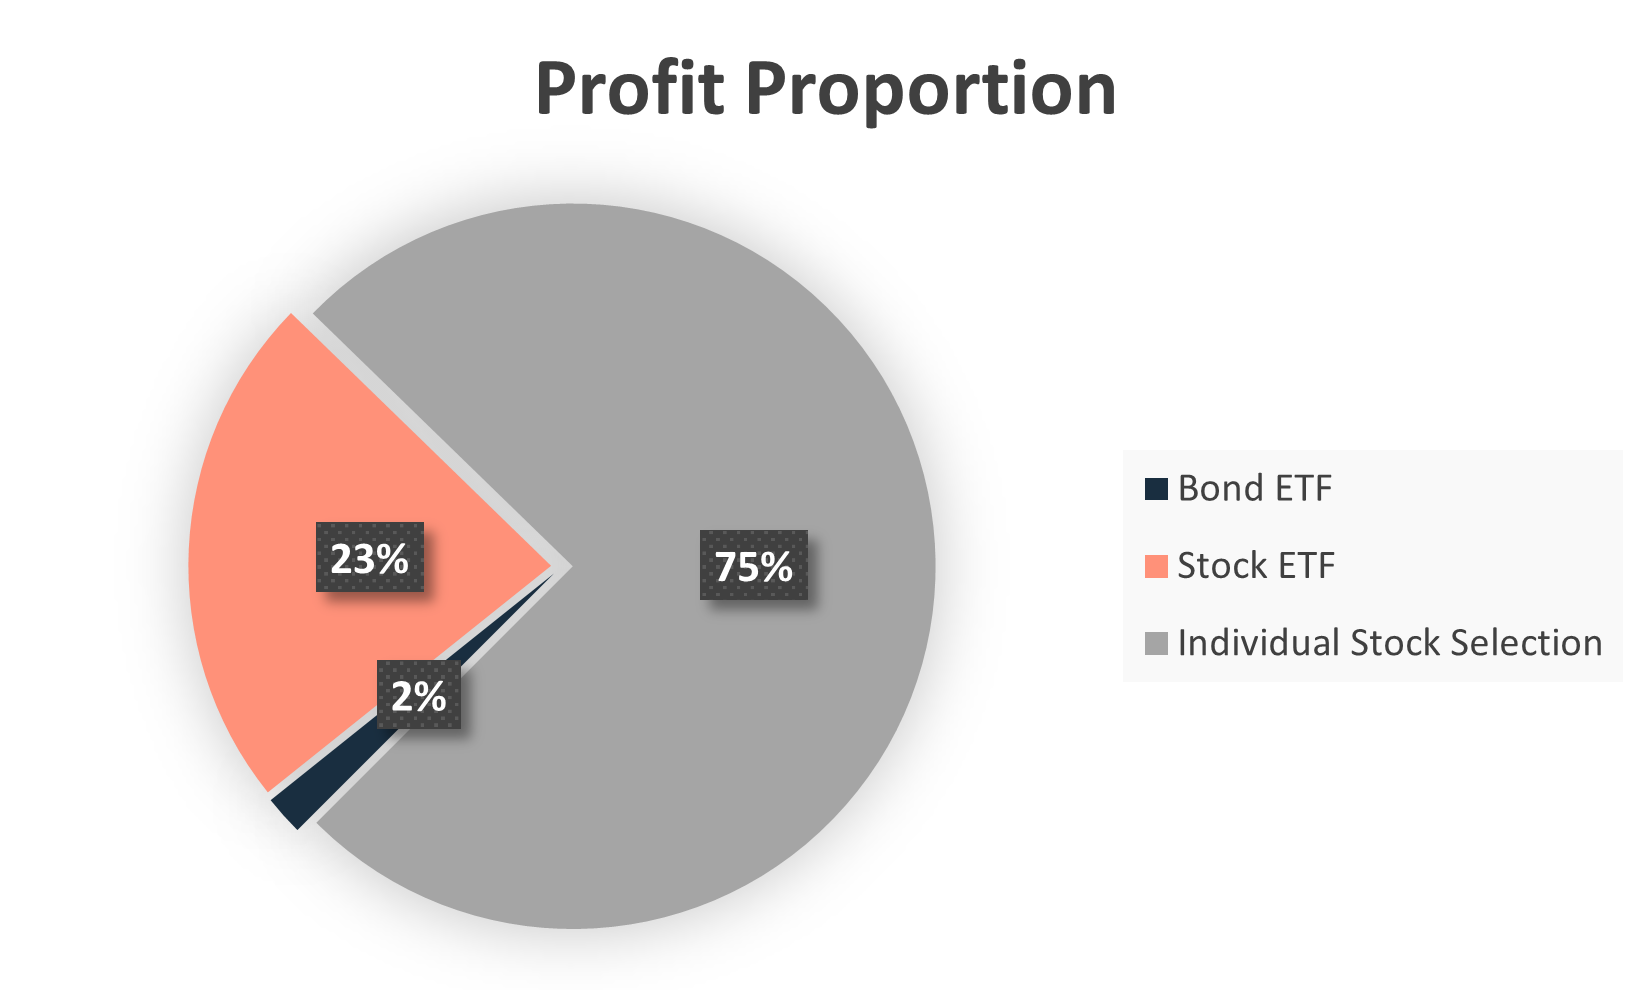 Profit Proportion
75%
23%
2%
Bond ETF
Stock ETF
Individual Stock Selection